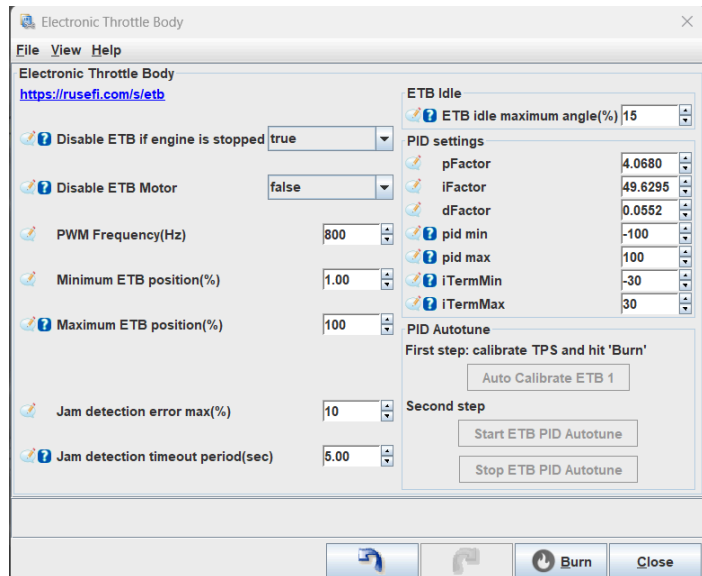 Electronic Throttle Body
File View Help
Electronic Throttle Body
https://rusefi.com/s/etb
Disable ETB if engine is stopped true
Disable ETB Motor false
PWM Frequency(Hz) 800
Minimum ETB position(%) 1.00
Maximum ETB position(%) 100
Jam detection error max(%) 10
Jam detection timeout period(sec) 5.00
ETB Idle
ETB idle maximum angle(%) 15
PID settings
pFactor 4.0680
iFactor 49.6295
dFactor 0.0552
pid min -100
pid max 100
iTermMin -30
iTermMax 30
PID Autotune
First step: calibrate TPS and hit 'Burn'
Auto Calibrate ETB 1
Second step
Start ETB PID Autotune
Stop ETB PID Autotune
Burn Close